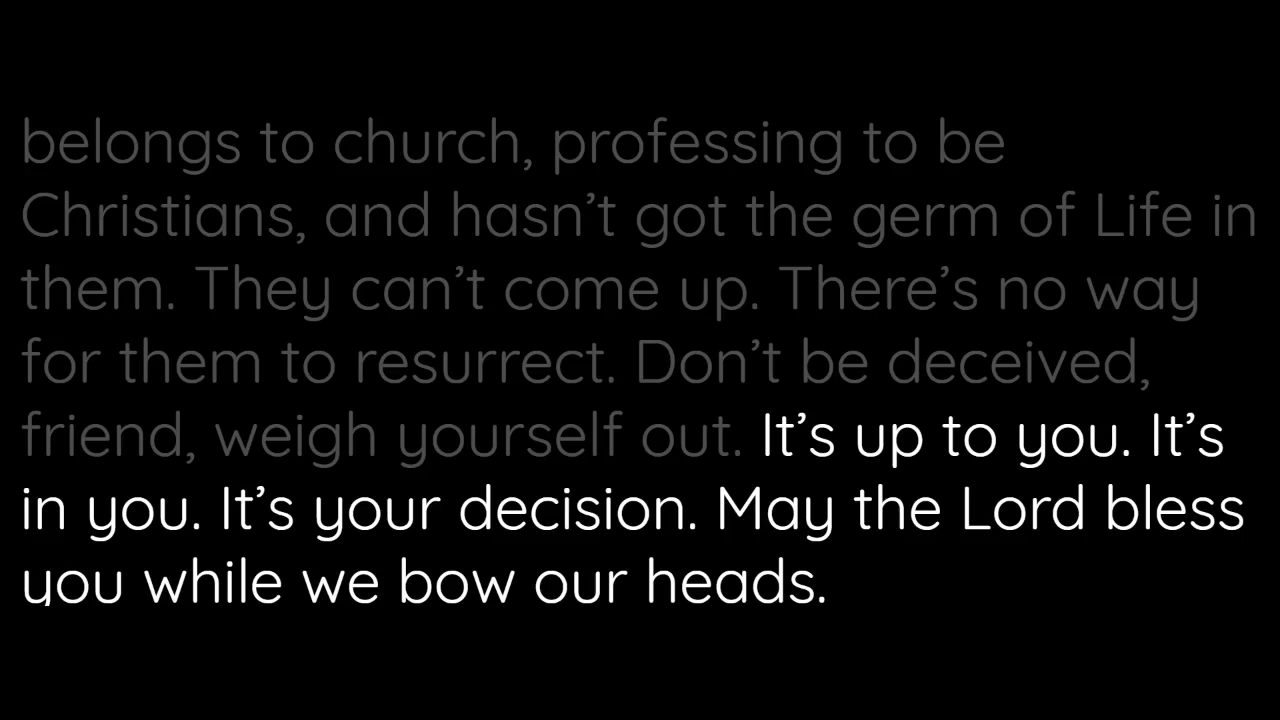 belongs to church, professing to be
Christians, and hasn’t got the germ of Life in
them. They can’t come up. There’s no way
for them to resurrect. Don’t be deceived,
friend, weigh yourself out. It’s up to you. It’s
in you. It’s your decision. May the Lord bless
you while we bow our heads.